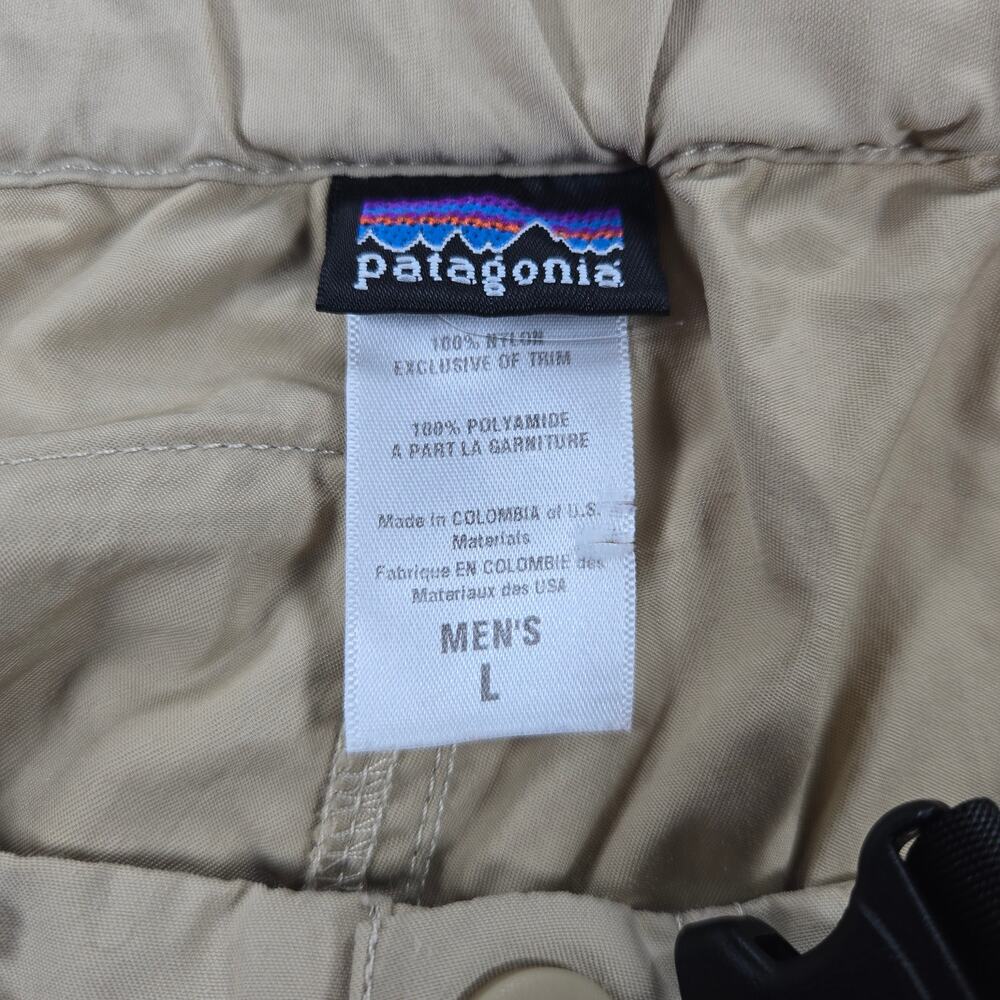 patagonia
100% NYLON
EXCLUSIVE OF TRIM
100% POLYAMIDE
A PART LA GARNITURE
Made in COLOMBIA of U.S.
Materials
Fabrique EN COLOMBIE des
Materiaux des USA
MEN'S
L